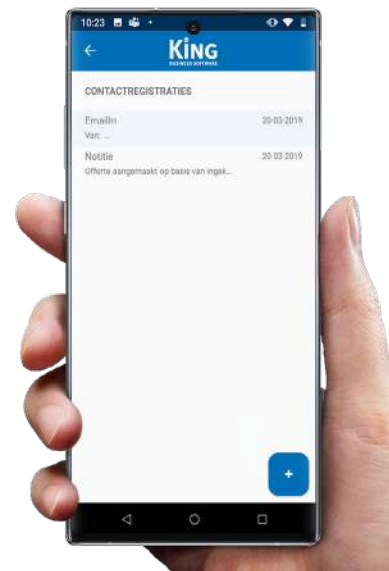 10:23
KING
BUSINESS SOFTWARE
CONTACTREGISTRATIES
EmailIn 20-03-2019
Van: ...
Notitie 20-03-2019
Offerte aangemaakt op basis van ingek...
+